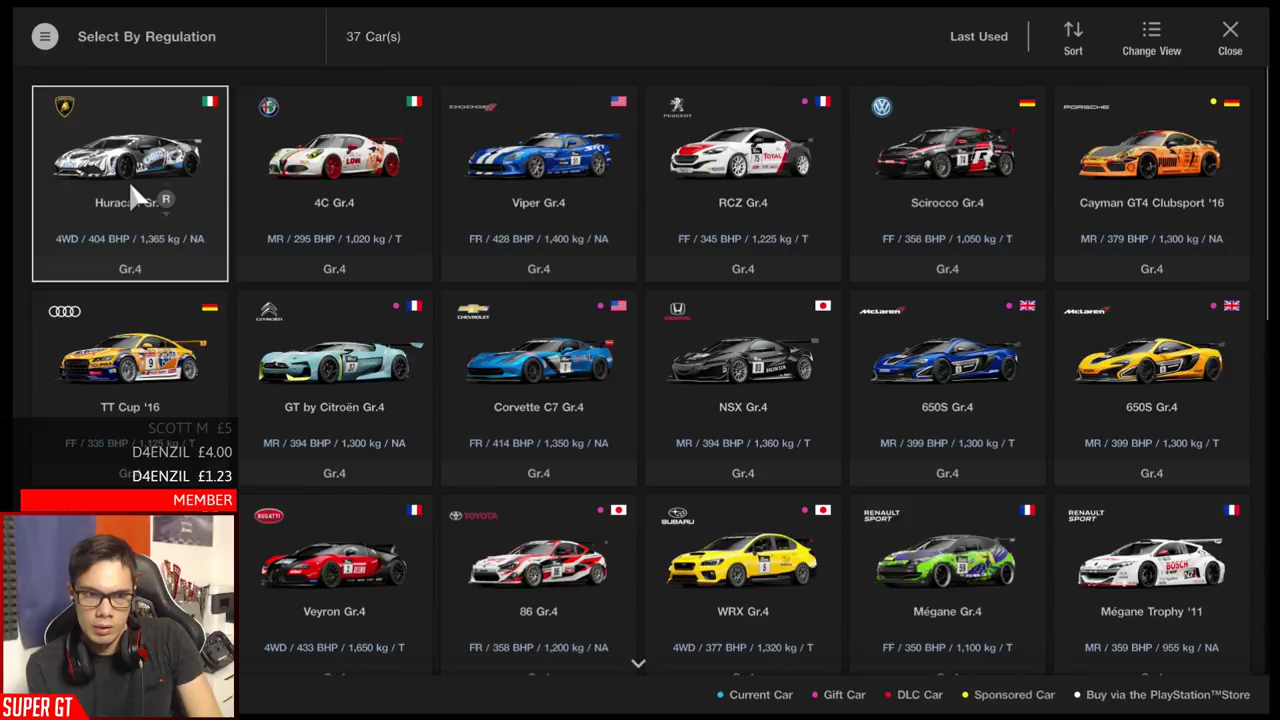 Select By Regulation
37 Car(s)
Last Used
Sort
Change View
Close
DODGE
PEUGEOT
PORSCHE
4C Gr.4
Viper Gr.4
RCZ Gr.4
Scirocco Gr.4
Cayman GT4 Clubsport '16
R
4WD / 404 BHP / 1,365 kg / NA
MR / 295 BHP / 1,020 kg / T
FR / 428 BHP / 1,400 kg / NA
FF / 345 BHP / 1,225 kg / T
FF / 358 BHP / 1,050 kg / T
MR / 379 BHP / 1,300 kg / NA
Gr.4
Gr.4
Gr.4
Gr.4
Gr.4
Gr.4
CITROËN
CHEVROLET
HONDA
McLaren
McLaren
TT Cup '16
GT by Citroën Gr.4
Corvette C7 Gr.4
NSX Gr.4
650S Gr.4
650S Gr.4
FF / 335 BHP / 1,125 kg / T
MR / 394 BHP / 1,300 kg / NA
FR / 414 BHP / 1,350 kg / NA
MR / 394 BHP / 1,360 kg / T
MR / 399 BHP / 1,300 kg / T
MR / 399 BHP / 1,300 kg / T
Gr.4
Gr.4
Gr.4
Gr.4
Gr.4
SCOTT M £5
D4ENZIL £4.00
D4ENZIL £1.23
MEMBER
BUGATTI
TOYOTA
SUBARU
RENAULT SPORT
RENAULT SPORT
Veyron Gr.4
86 Gr.4
WRX Gr.4
Mégane Gr.4
Mégane Trophy '11
4WD / 433 BHP / 1,650 kg / T
FR / 358 BHP / 1,200 kg / NA
4WD / 377 BHP / 1,320 kg / T
FF / 350 BHP / 1,100 kg / T
MR / 359 BHP / 955 kg / NA
Current Car
Gift Car
DLC Car
Sponsored Car
Buy via the PlayStation™Store
SUPER GT